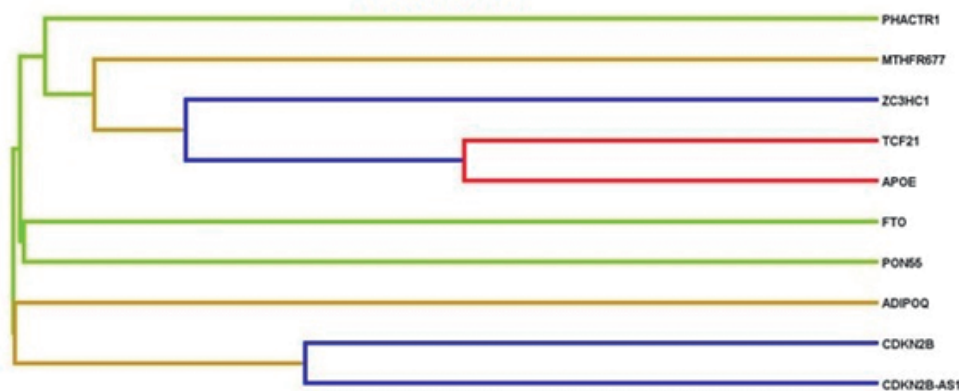 PHACTR1
MTHFR677
ZC3HC1
TCF21
APOE
FTO
PON55
ADIPOQ
CDKN2B
CDKN2B-AS1